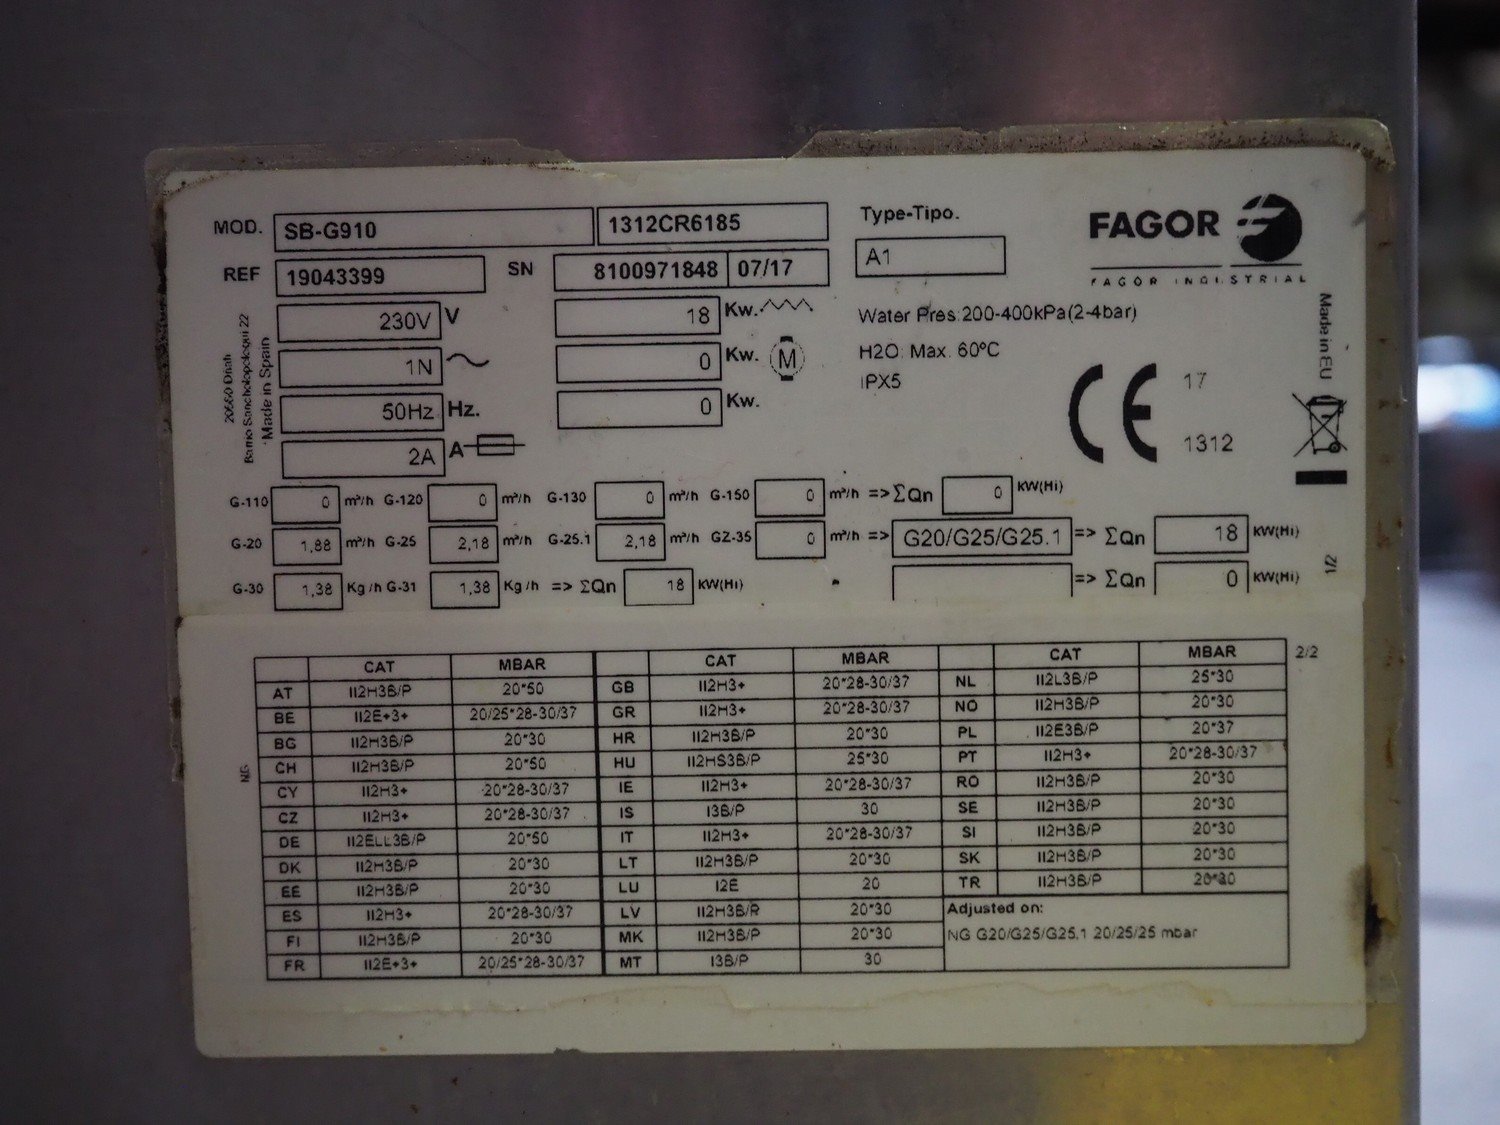 MOD. SB-G910 1312CR6185 Type-Tipo. FAGOR
REF 19043399 SN 8100971848 07/17 A1 FAGOR INDUSTRIAL
230V V 18 Kw. Water Pres:200-400kPa(2-4bar)
1N 0 Kw. M H2O: Max. 60ºC
IPX5
50Hz Hz. 0 Kw. CE 17
2A A 1312
Made in EU
Made in Spain
G-110 0 m³/h G-120 0 m³/h G-130 0 m³/h G-150 0 m³/h => ΣQn 0 KW(Hi)
G-20 1,88 m³/h G-25 2,18 m³/h G-25.1 2,18 m³/h GZ-35 0 m³/h => G20/G25/G25.1 => ΣQn 18 KW(Hi)
G-30 1,38 Kg/h G-31 1,38 Kg/h => ΣQn 18 KW(Hi) => ΣQn 0 KW(Hi)
1/2
CAT MBAR CAT MBAR CAT MBAR 2/2
AT II2H3B/P 20*50 GB II2H3+ 20*28-30/37 NL II2L3B/P 25*30
BE II2E+3+ 20/25*28-30/37 GR II2H3+ 20*28-30/37 NO II2H3B/P 20*30
BG II2H3B/P 20*30 HR II2H3B/P 20*30 PL II2E3B/P 20*37
CH II2H3B/P 20*50 HU II2HS3B/P 25*30 PT II2H3+ 20*28-30/37
CY II2H3+ 20*28-30/37 IE II2H3+ 20*28-30/37 RO II2H3B/P 20*30
CZ II2H3+ 20*28-30/37 IS I3B/P 30 SE II2H3B/P 20*30
DE II2ELL3B/P 20*50 IT II2H3+ 20*28-30/37 SI II2H3B/P 20*30
DK II2H3B/P 20*30 LT II2H3B/P 20*30 SK II2H3B/P 20*30
EE II2H3B/P 20*30 LU I2E 20 TR II2H3B/P 20*30
ES II2H3+ 20*28-30/37 LV II2H3B/P 20*30 Adjusted on:
FI II2H3B/P 20*30 MK II2H3B/P 20*30 NG G20/G25/G25.1 20/25/25 mbar
FR II2E+3+ 20/25*28-30/37 MT I3B/P 30
NG